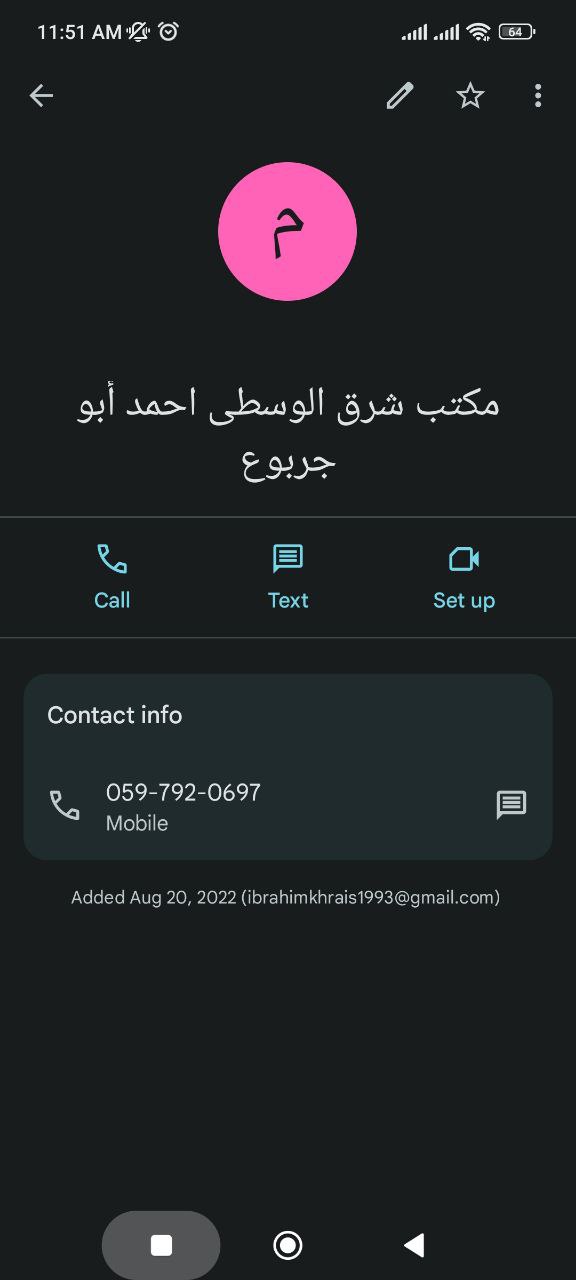 11:51 AM
64
م
مكتب شرق الوسطى احمد أبو
جربوع
Call
Text
Set up
Contact info
059-792-0697
Mobile
Added Aug 20, 2022 (ibrahimkhrais1993@gmail.com)